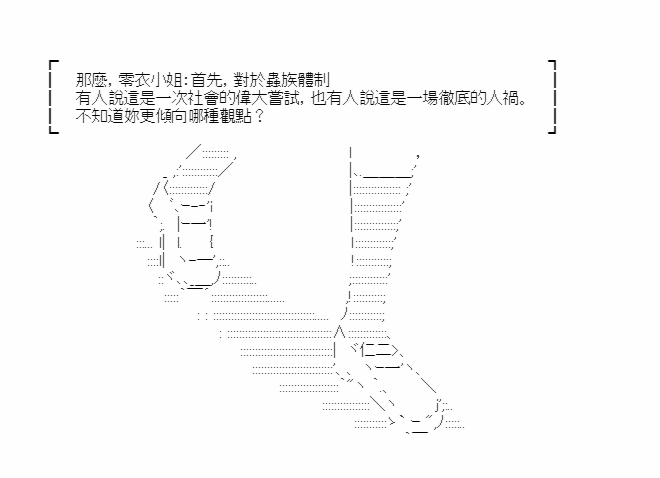 那麼，零衣小姐：首先，對於蟲族體制
有人說這是一次社會的偉大嘗試，也有人說這是一場徹底的人禍。
不知道妳更傾向哪種觀點？